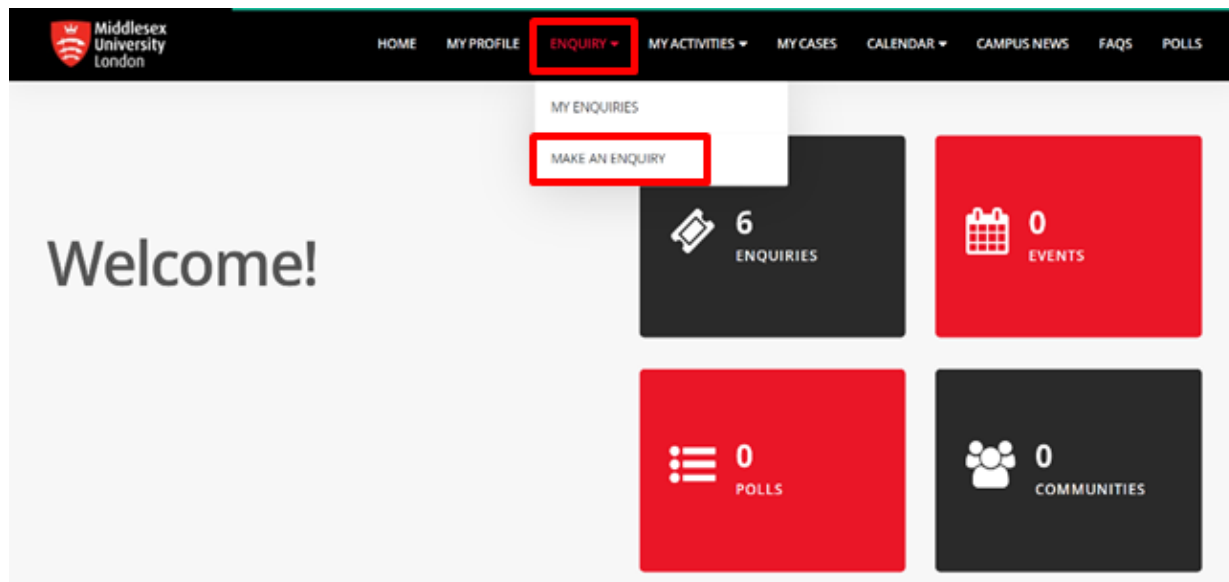 Middlesex
University
London
HOME MY PROFILE ENQUIRY MY ACTIVITIES MY CASES CALENDAR CAMPUS NEWS FAQS POLLS
MY ENQUIRIES
MAKE AN ENQUIRY
Welcome!
6
ENQUIRIES
0
EVENTS
0
POLLS
0
COMMUNITIES